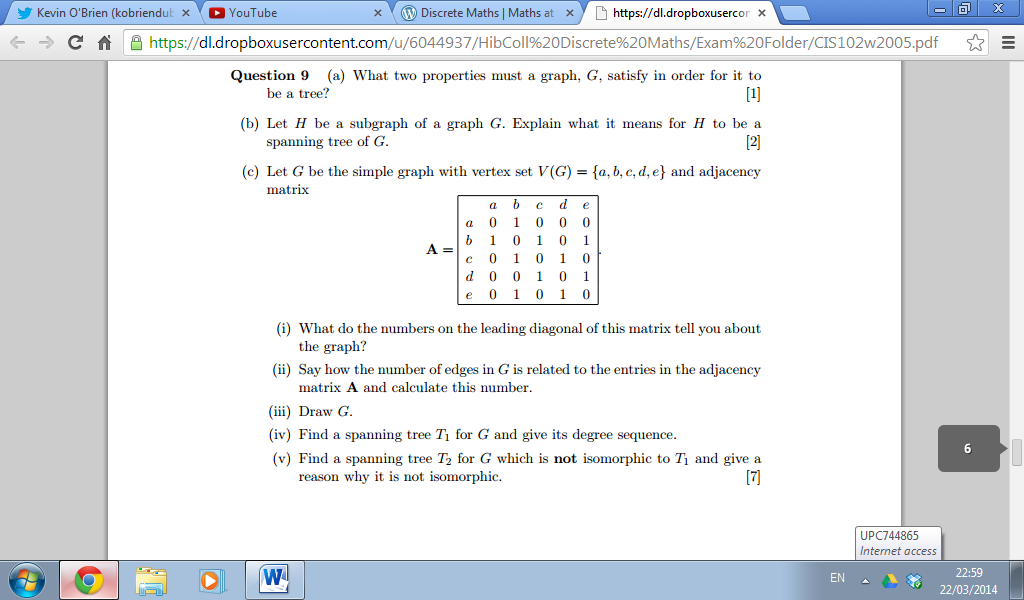 Kevin O'Brien (kobriendub
YouTube
Discrete Maths | Maths at
https://dl.dropboxusercor
https://dl.dropboxusercontent.com/u/6044937/HibColl%20Discrete%20Maths/Exam%20Folder/CIS102w2005.pdf
Question 9 (a) What two properties must a graph, G, satisfy in order for it to
be a tree? [1]
(b) Let H be a subgraph of a graph G. Explain what it means for H to be a
spanning tree of G. [2]
(c) Let G be the simple graph with vertex set V(G) = {a, b, c, d, e} and adjacency
matrix
a b c d e
a 0 1 0 0 0
b 1 0 1 0 1
A = c 0 1 0 1 0 .
d 0 0 1 0 1
e 0 1 0 1 0
(i) What do the numbers on the leading diagonal of this matrix tell you about
the graph?
(ii) Say how the number of edges in G is related to the entries in the adjacency
matrix A and calculate this number.
(iii) Draw G.
(iv) Find a spanning tree T₁ for G and give its degree sequence.
(v) Find a spanning tree T₂ for G which is not isomorphic to T₁ and give a
reason why it is not isomorphic. [7]
6
UPC744865
Internet access
EN
22:59
22/03/2014